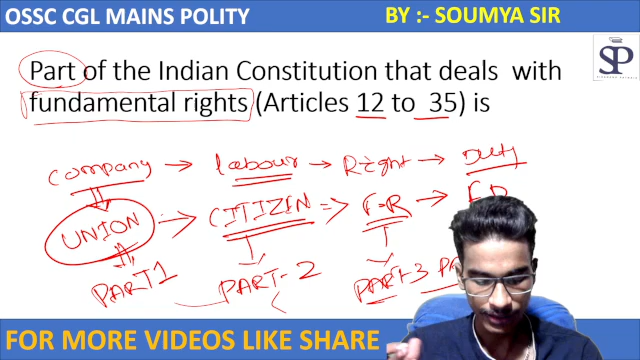 OSSC CGL MAINS POLITY
BY :- SOUMYA SIR
SP
Part of the Indian Constitution that deals with
fundamental rights (Articles 12 to 35) is
company → labour → Right → Duty
UNION → CITIZEN => F.R → F.D
PART1 PART-2 PART-3
FOR MORE VIDEOS LIKE SHARE